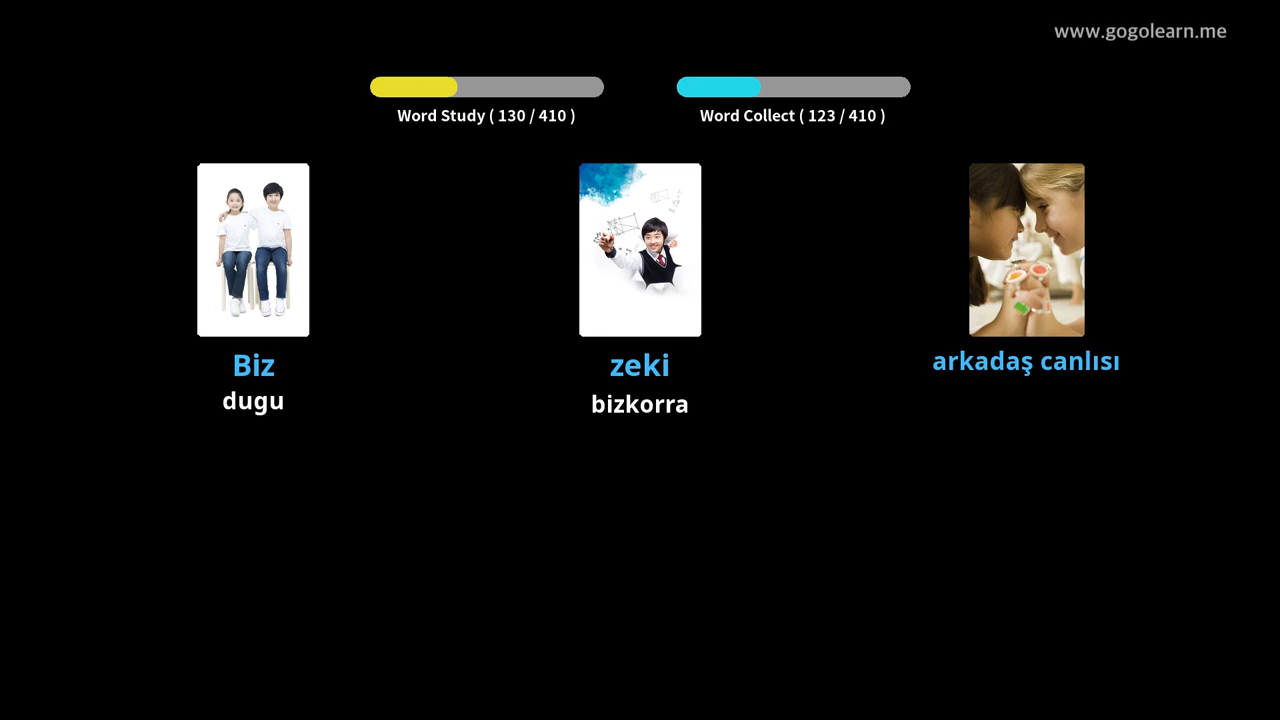 www.gogolearn.me
Word Study ( 130 / 410 )
Word Collect ( 123 / 410 )
Biz
dugu
zeki
bizkorra
arkadaş canlısı